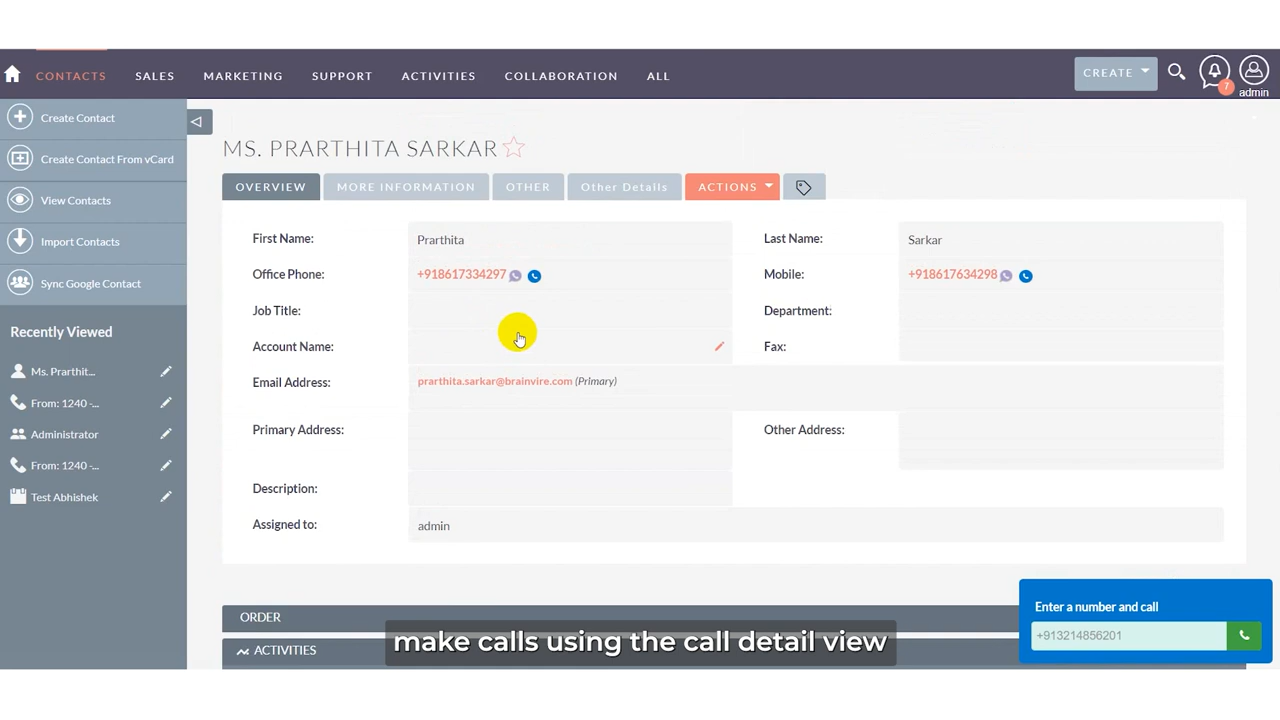 CONTACTS SALES MARKETING SUPPORT ACTIVITIES COLLABORATION ALL CREATE 7 admin
Create Contact
Create Contact From vCard
View Contacts
Import Contacts
Sync Google Contact
Recently Viewed
Ms. Prarthit...
From: 1240 -...
Administrator
From: 1240 -...
Test Abhishek
MS. PRARTHITA SARKAR
OVERVIEW MORE INFORMATION OTHER Other Details ACTIONS
First Name: Prarthita Last Name: Sarkar
Office Phone: +918617334297 Mobile: +918617634298
Job Title: Department:
Account Name: Fax:
Email Address: prarthita.sarkar@brainvire.com (Primary)
Primary Address: Other Address:
Description:
Assigned to: admin
ORDER
ACTIVITIES
Enter a number and call
+913214856201
make calls using the call detail view